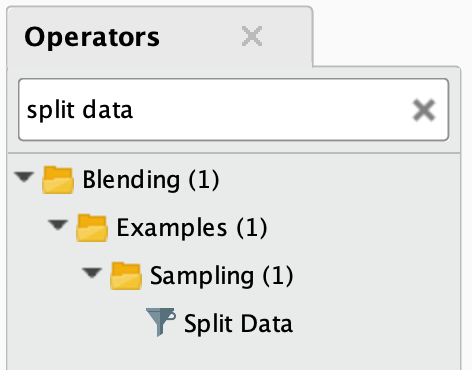 Operators
split data
Blending (1)
Examples (1)
Sampling (1)
Split Data